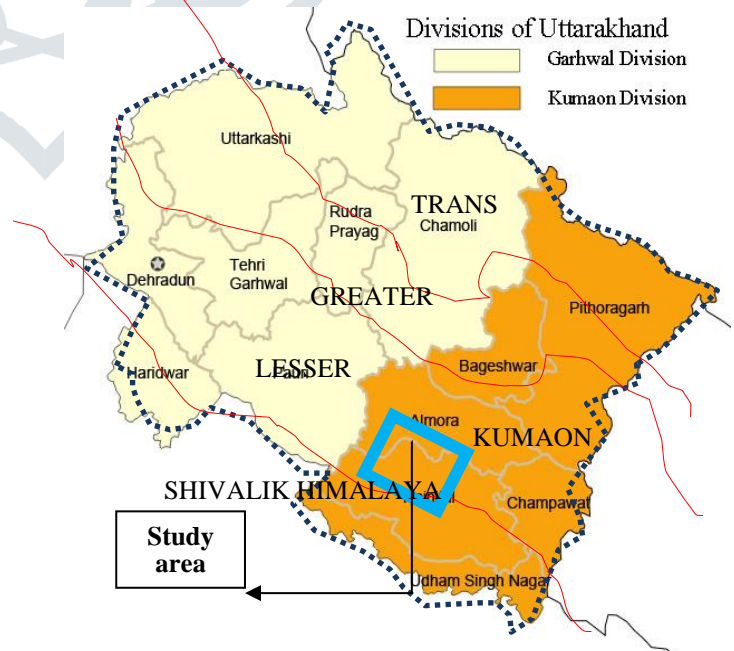 Divisions of Uttarakhand
Garhwal Division
Kumaon Division
Uttarkashi
TRANS
Rudra
Prayag
Chamoli
Dehradun
Tehri
Garhwal
GREATER
Pithoragarh
Haridwar
LESSER
Bageshwar
Almora
KUMAON
SHIVALIK HIMALAYA
Champawat
Study
area
Udham Singh Nagar